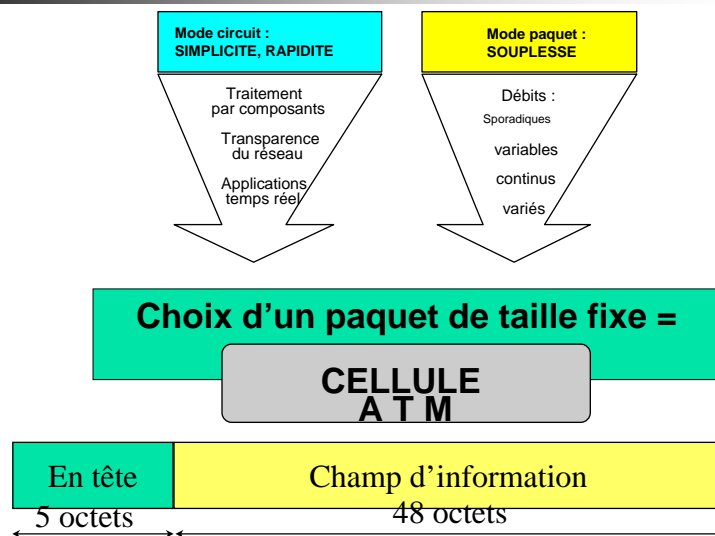 Mode circuit :
SIMPLICITE, RAPIDITE
Traitement
par composants
Transparence
du réseau
Applications
temps réel
Mode paquet :
SOUPLESSE
Débits :
Sporadiques
variables
continus
variés
Choix d’un paquet de taille fixe =
CELLULE
A T M
En tête
Champ d’information
5 octets
48 octets